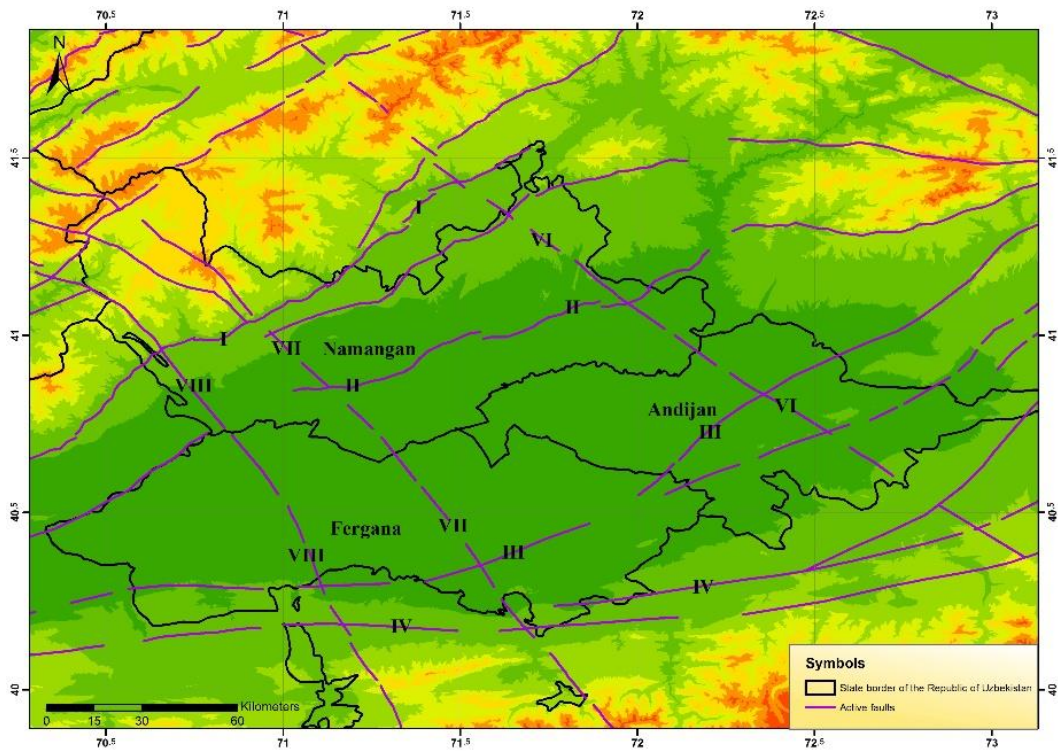 70.5 71 71.5 72 72.5 73
N
41.5 41.5
I
VI
II
41 41
I
VII Namangan
VIII II
Andijan VI
III
40.5 40.5
Fergana VII
VIII III
IV
IV
40 40
Symbols
State border of the Republic of Uzbekistan
Active faults
Kilometers
0 15 30 60
70.5 71 71.5 72 72.5 73